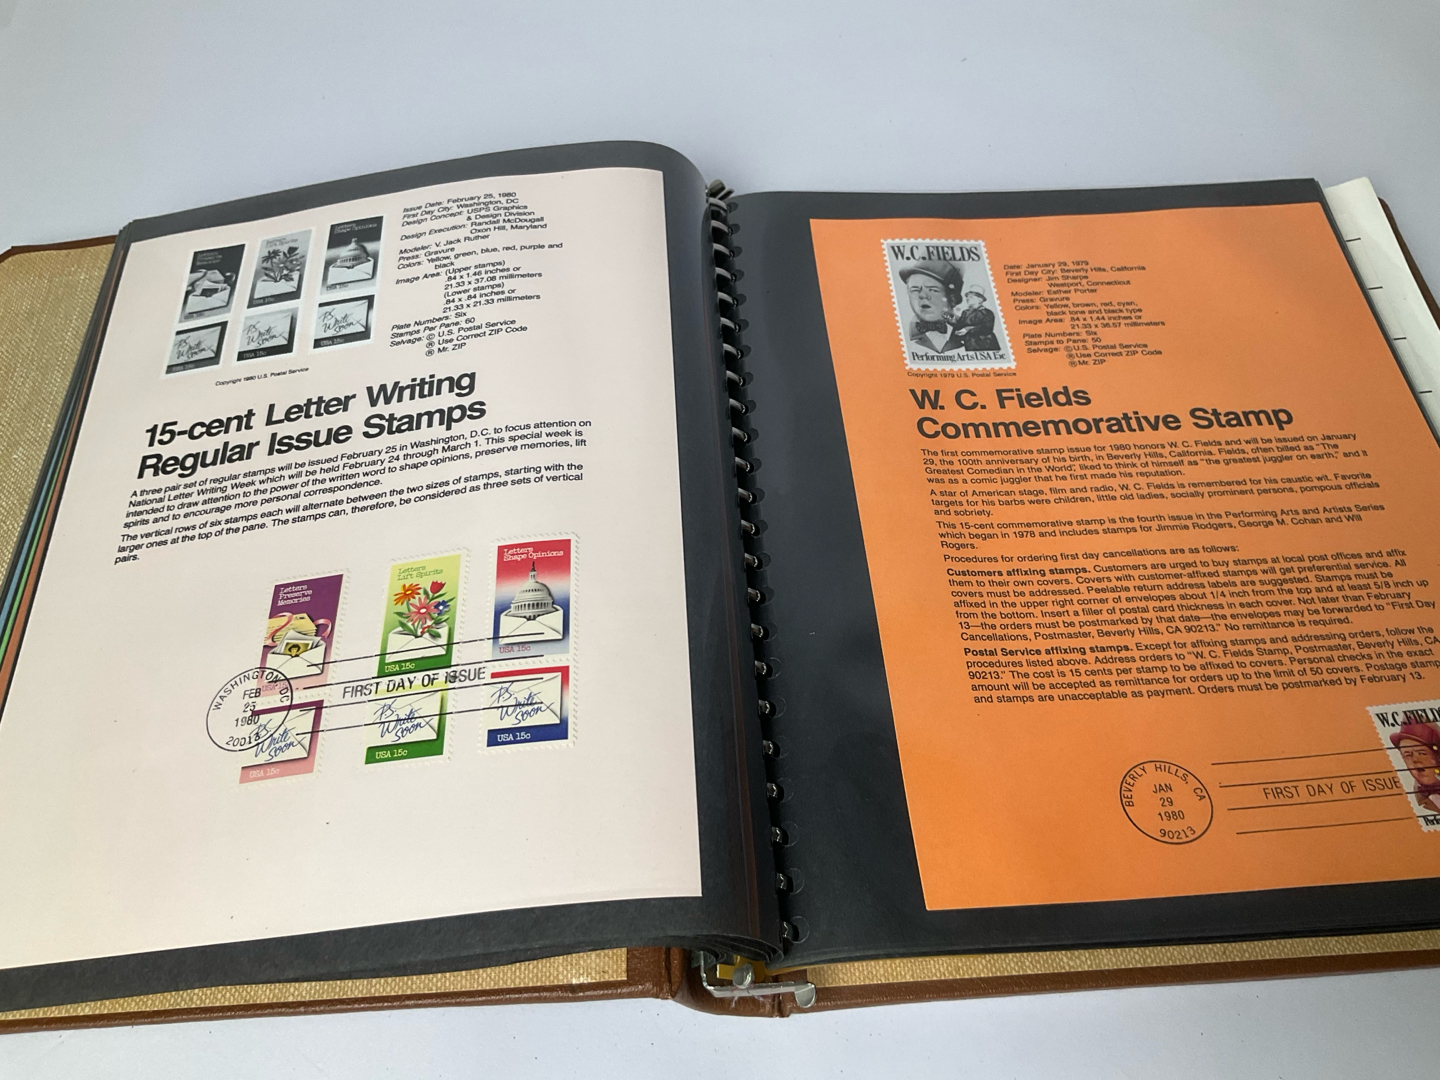 Issue Date: February 25, 1980
First Day City: Washington, DC
Design Concept: USPS Graphics
& Design Division
Design Execution: Randall McDougall
Oxon Hill, Maryland
Modeler: V. Jack Ruther
Press: Gravure
Colors: Yellow, green, blue, red, purple and
black
Image Area: (Upper stamps)
.84 x 1.46 inches or
21.33 x 37.08 millimeters
(Lower stamps)
.84 x .84 inches or
21.33 x 21.33 millimeters
Plate Numbers: Six
Stamps Per Pane: 60
Selvage: © U.S. Postal Service
® Use Correct ZIP Code
® Mr. ZIP
Copyright 1980 U.S. Postal Service
15-cent Letter Writing
Regular Issue Stamps
A three pair set of regular stamps will be issued February 25 in Washington, D.C. to focus attention on
National Letter Writing Week which will be held February 24 through March 1. This special week is
intended to draw attention to the power of the written word to shape opinions, preserve memories, lift
spirits and to encourage more personal correspondence.
The vertical rows of six stamps each will alternate between the two sizes of stamps, starting with the
larger ones at the top of the pane. The stamps can, therefore, be considered as three sets of vertical
pairs.
Letters
Preserve
Memories
Letters
Lift Spirits
USA 15c
Letters
Shape Opinions
USA 15c
WASHINGTON DC
FEB
25
1980
20013
FIRST DAY OF ISSUE
P.S.
Write
Soon
USA 15c
P.S.
Write
Soon
USA 15c
P.S.
Write
Soon
USA 15c
W.C. FIELDS
Performing Arts USA 15c
Copyright 1979 U.S. Postal Service
Date: January 29, 1979
First Day City: Beverly Hills, California
Designer: Jim Sharpe
Westport, Connecticut
Modeler: Esther Porter
Press: Gravure
Colors: Yellow, brown, red, cyan,
black tone and black type
Image Area: .84 x 1.44 inches or
21.33 x 36.57 millimeters
Plate Numbers: Six
Stamps to Pane: 50
Selvage: © U.S. Postal Service
® Use Correct ZIP Code
® Mr. ZIP
W. C. Fields
Commemorative Stamp
The first commemorative stamp issue for 1980 honors W. C. Fields and will be issued on January
29, the 100th anniversary of his birth, in Beverly Hills, California. Fields, often billed as "The
Greatest Comedian in the World", liked to think of himself as "the greatest juggler on earth," and it
was as a comic juggler that he first made his reputation.
A star of American stage, film and radio, W. C. Fields is remembered for his caustic wit. Favorite
targets for his barbs were children, little old ladies, socially prominent persons, pompous officials
and sobriety.
This 15-cent commemorative stamp is the fourth issue in the Performing Arts and Artists Series
which began in 1978 and includes stamps for Jimmie Rodgers, George M. Cohan and Will
Rogers.
Procedures for ordering first day cancellations are as follows:
Customers affixing stamps. Customers are urged to buy stamps at local post offices and affix
them to their own covers. Covers with customer-affixed stamps will get preferential service. All
covers must be addressed. Peelable return address labels are suggested. Stamps must be
affixed in the upper right corner of envelopes about 1/4 inch from the top and at least 5/8 inch up
from the bottom. Insert a filler of postal card thickness in each cover. Not later than February
13—the orders must be postmarked by that date—the envelopes may be forwarded to "First Day
Cancellations, Postmaster, Beverly Hills, CA 90213." No remittance is required.
Postal Service affixing stamps. Except for affixing stamps and addressing orders, follow the
procedures listed above. Address orders to "W. C. Fields Stamp, Postmaster, Beverly Hills, CA
90213." The cost is 15 cents per stamp to be affixed to covers. Personal checks in the exact
amount will be accepted as remittance for orders up to the limit of 50 covers. Postage stamps
and stamps are unacceptable as payment. Orders must be postmarked by February 13.
BEVERLY HILLS, CA
JAN
29
1980
90213
FIRST DAY OF ISSUE
W.C. FIELDS